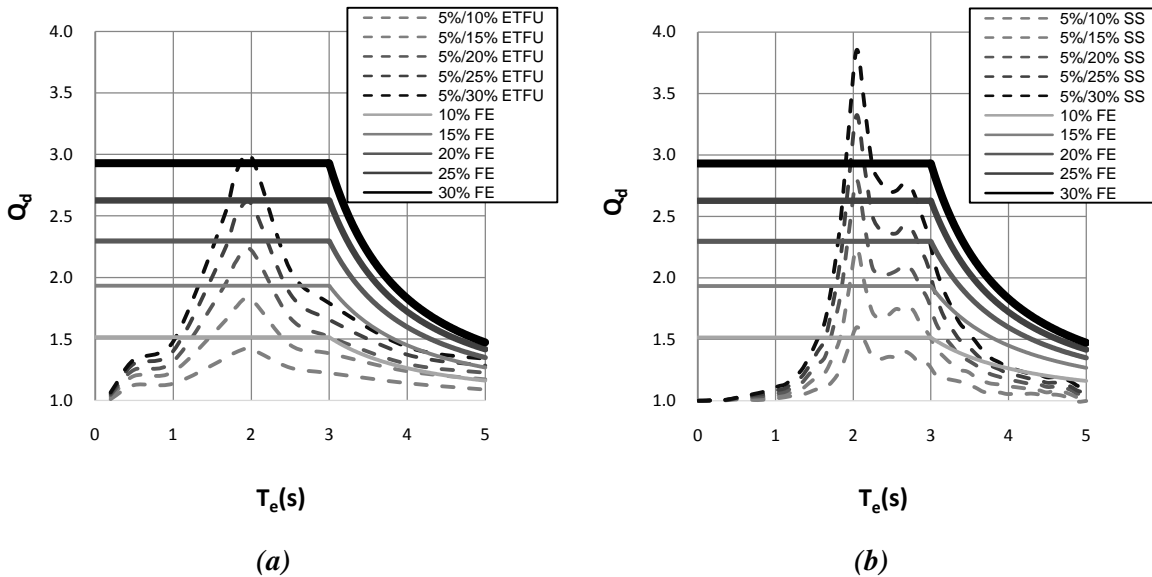 4.0
3.5
3.0
2.5
2.0
1.5
1.0
Q_d
0 1 2 3 4 5
T_e(s)
5%/10% ETFU
5%/15% ETFU
5%/20% ETFU
5%/25% ETFU
5%/30% ETFU
10% FE
15% FE
20% FE
25% FE
30% FE
(a)
4.0
3.5
3.0
2.5
2.0
1.5
1.0
Q_d
0 1 2 3 4 5
T_e(s)
5%/10% SS
5%/15% SS
5%/20% SS
5%/25% SS
5%/30% SS
10% FE
15% FE
20% FE
25% FE
30% FE
(b)